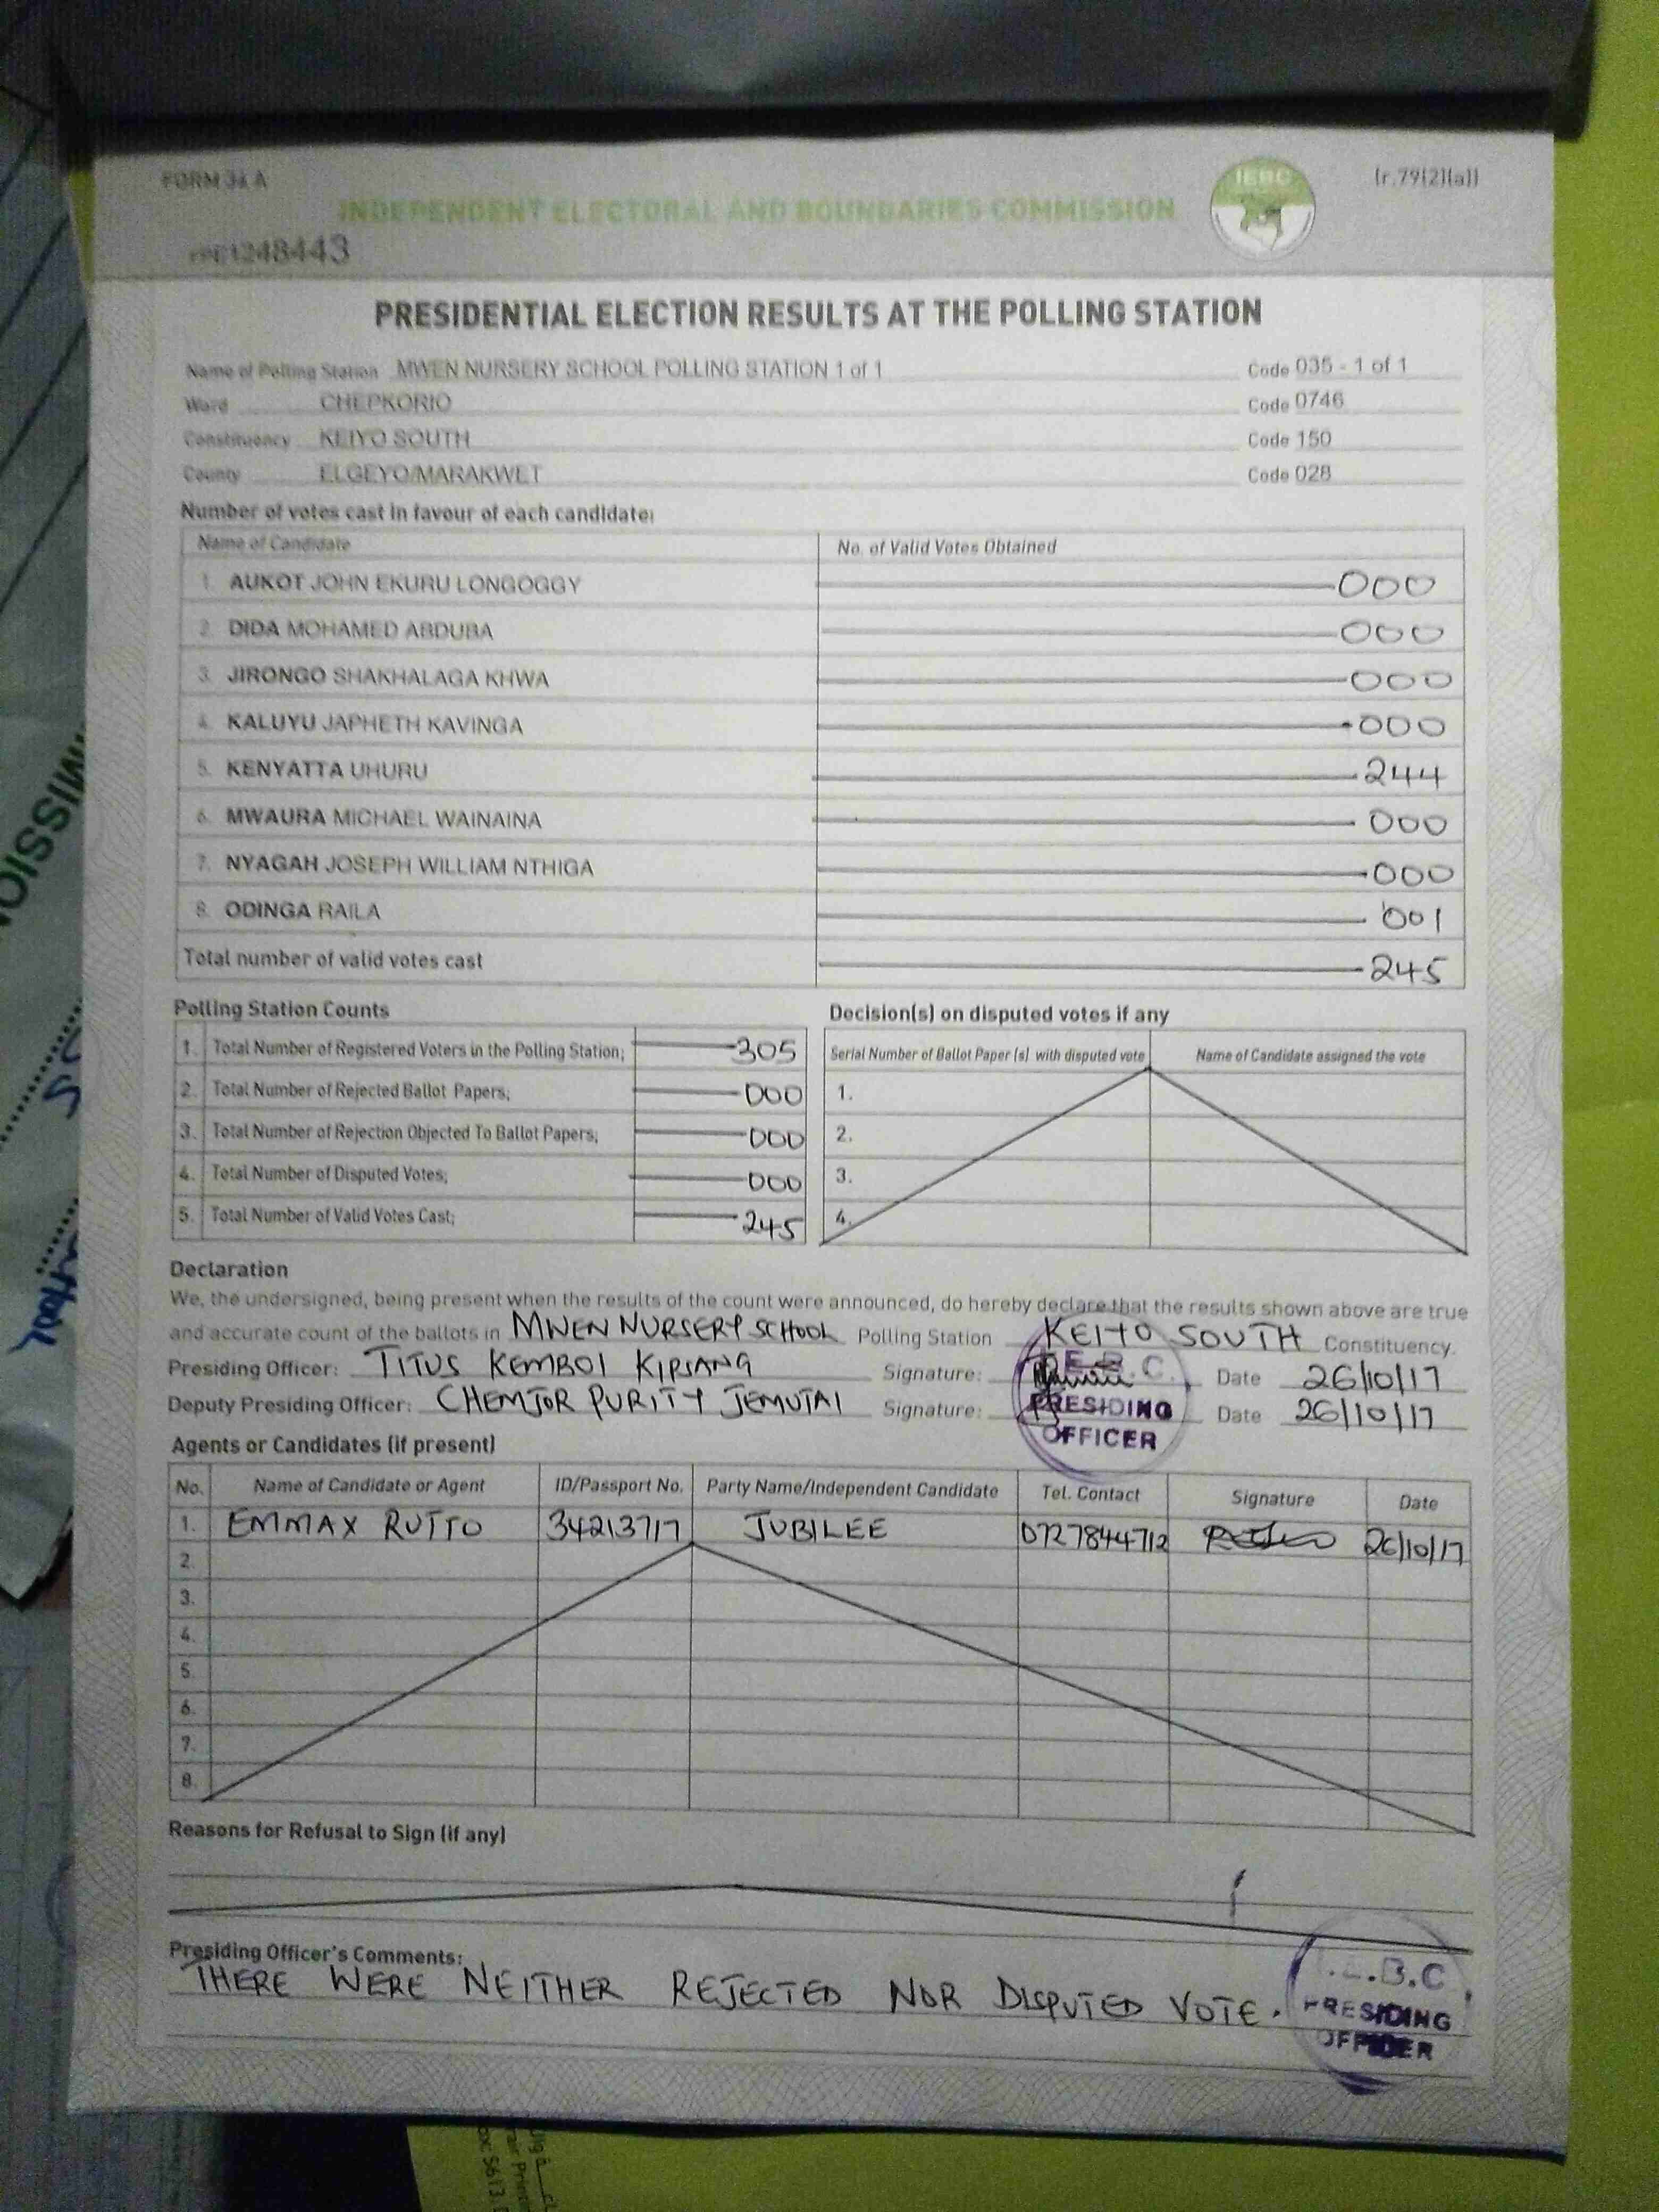 FORM 34 A
(r.79(2)(a))
IEBC
INDEPENDENT ELECTORAL AND BOUNDARIES COMMISSION
1248443
PRESIDENTIAL ELECTION RESULTS AT THE POLLING STATION
Name of Polling Station MWEN NURSERY SCHOOL POLLING STATION 1 of 1 Code 035 - 1 of 1
Ward CHEPKORIO Code 0746
Constituency KEIYO SOUTH Code 150
County ELGEYO/MARAKWET Code 028
Number of votes cast in favour of each candidate:
Name of Candidate No. of Valid Votes Obtained
1. AUKOT JOHN EKURU LONGOGGY 000
2. DIDA MOHAMED ABDUBA 000
3. JIRONGO SHAKHALAGA KHWA 000
4. KALUYU JAPHETH KAVINGA 000
5. KENYATTA UHURU 244
6. MWAURA MICHAEL WAINAINA 000
7. NYAGAH JOSEPH WILLIAM NTHIGA 000
8. ODINGA RAILA 001
Total number of valid votes cast 245
Polling Station Counts
1. Total Number of Registered Voters in the Polling Station; 305
2. Total Number of Rejected Ballot Papers; 000
3. Total Number of Rejection Objected To Ballot Papers; 000
4. Total Number of Disputed Votes; 000
5. Total Number of Valid Votes Cast; 245
Decision(s) on disputed votes if any
Serial Number of Ballot Paper (s) with disputed vote Name of Candidate assigned the vote
1.
2.
3.
4.
Declaration
We, the undersigned, being present when the results of the count were announced, do hereby declare that the results shown above are true
and accurate count of the ballots in MWEN NURSERY SCHOOL Polling Station KEIYO SOUTH Constituency.
Presiding Officer: TITUS KEMBOI KIPSANG Signature: Date 26/10/17
Deputy Presiding Officer: CHEMJOR PURITY JEMUTAI Signature: Date 26/10/17
I.E.B.C.
PRESIDING
OFFICER
Agents or Candidates (if present)
No. Name of Candidate or Agent ID/Passport No. Party Name/Independent Candidate Tel. Contact Signature Date
1. EMMAX RUTTO 34213717 JUBILEE 0727844712 26/10/17
2.
3.
4.
5.
6.
7.
8.
Reasons for Refusal to Sign (if any)
Presiding Officer's Comments:
THERE WERE NEITHER REJECTED NOR DISPUTED VOTE.
I.E.B.C
PRESIDING
OFFICER